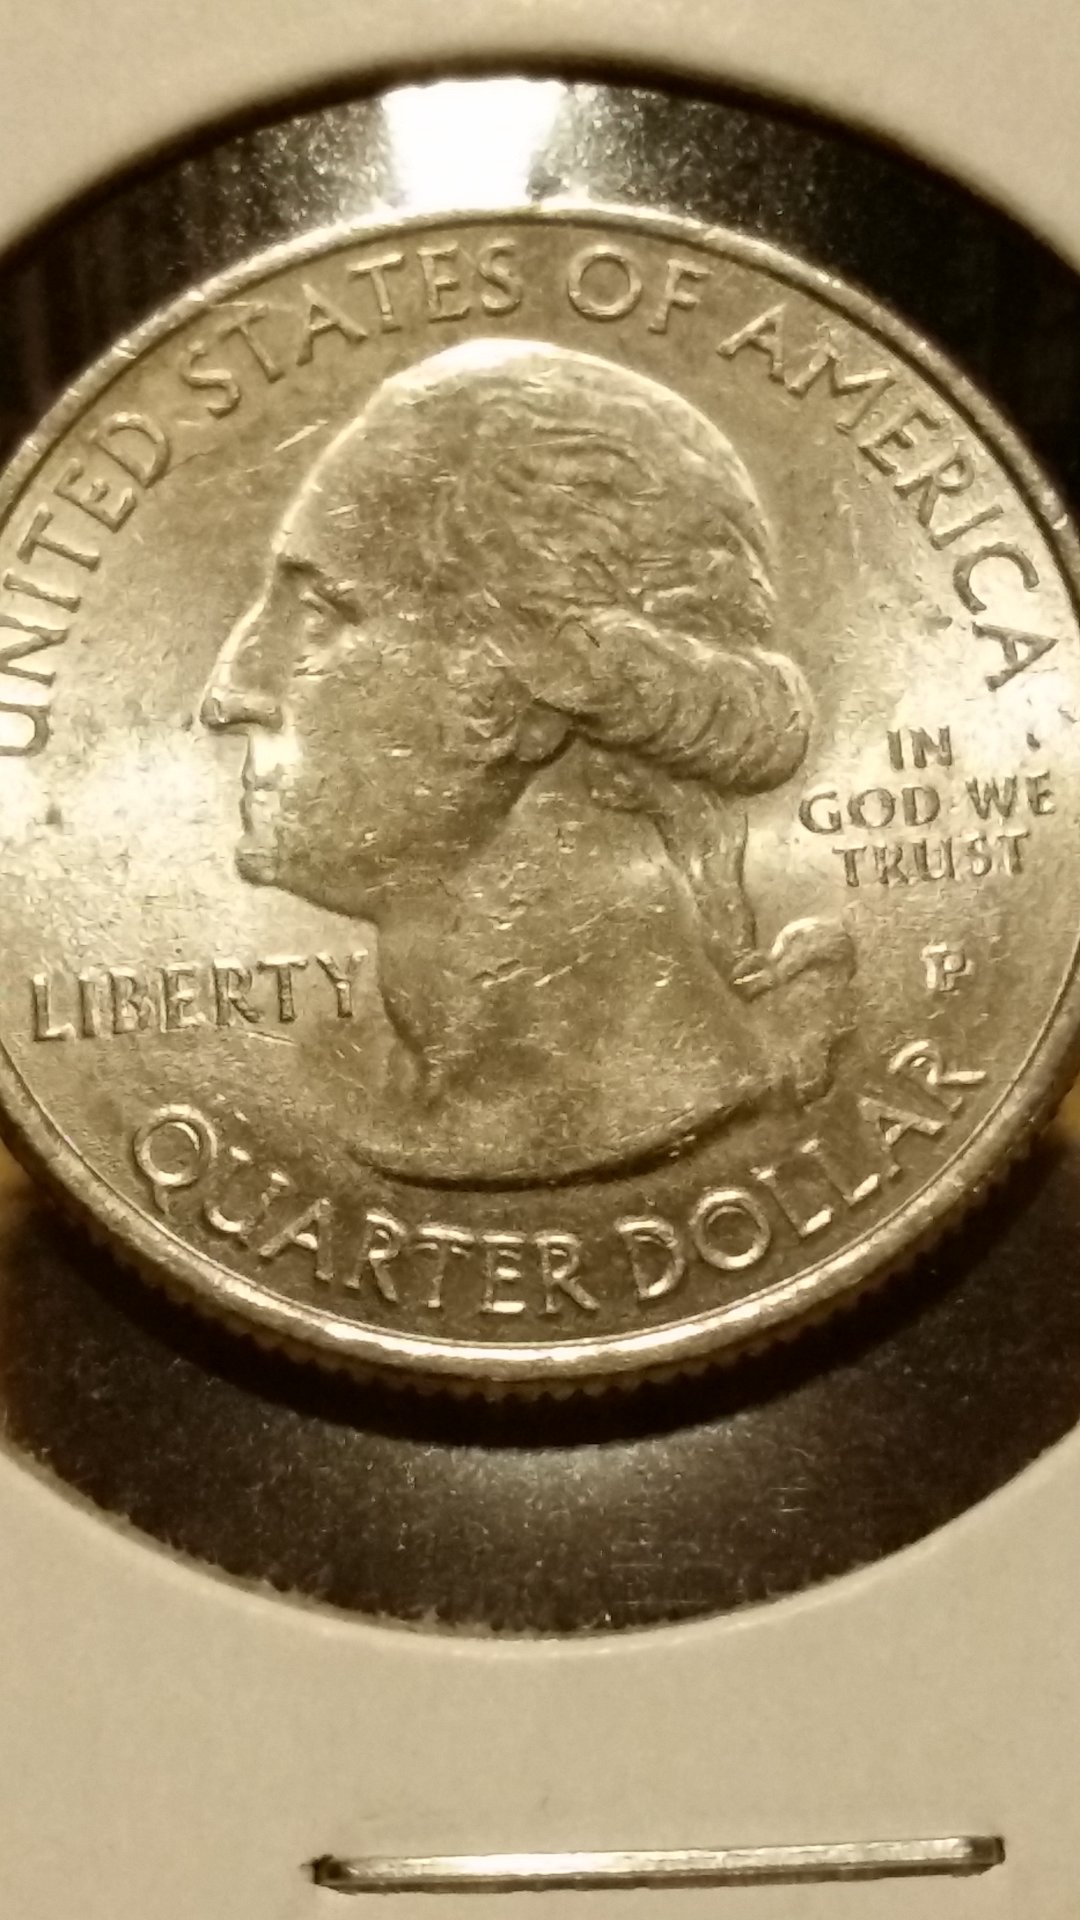 UNITED STATES OF AMERICA
IN
GOD WE
TRUST
LIBERTY
P
QUARTER DOLLAR